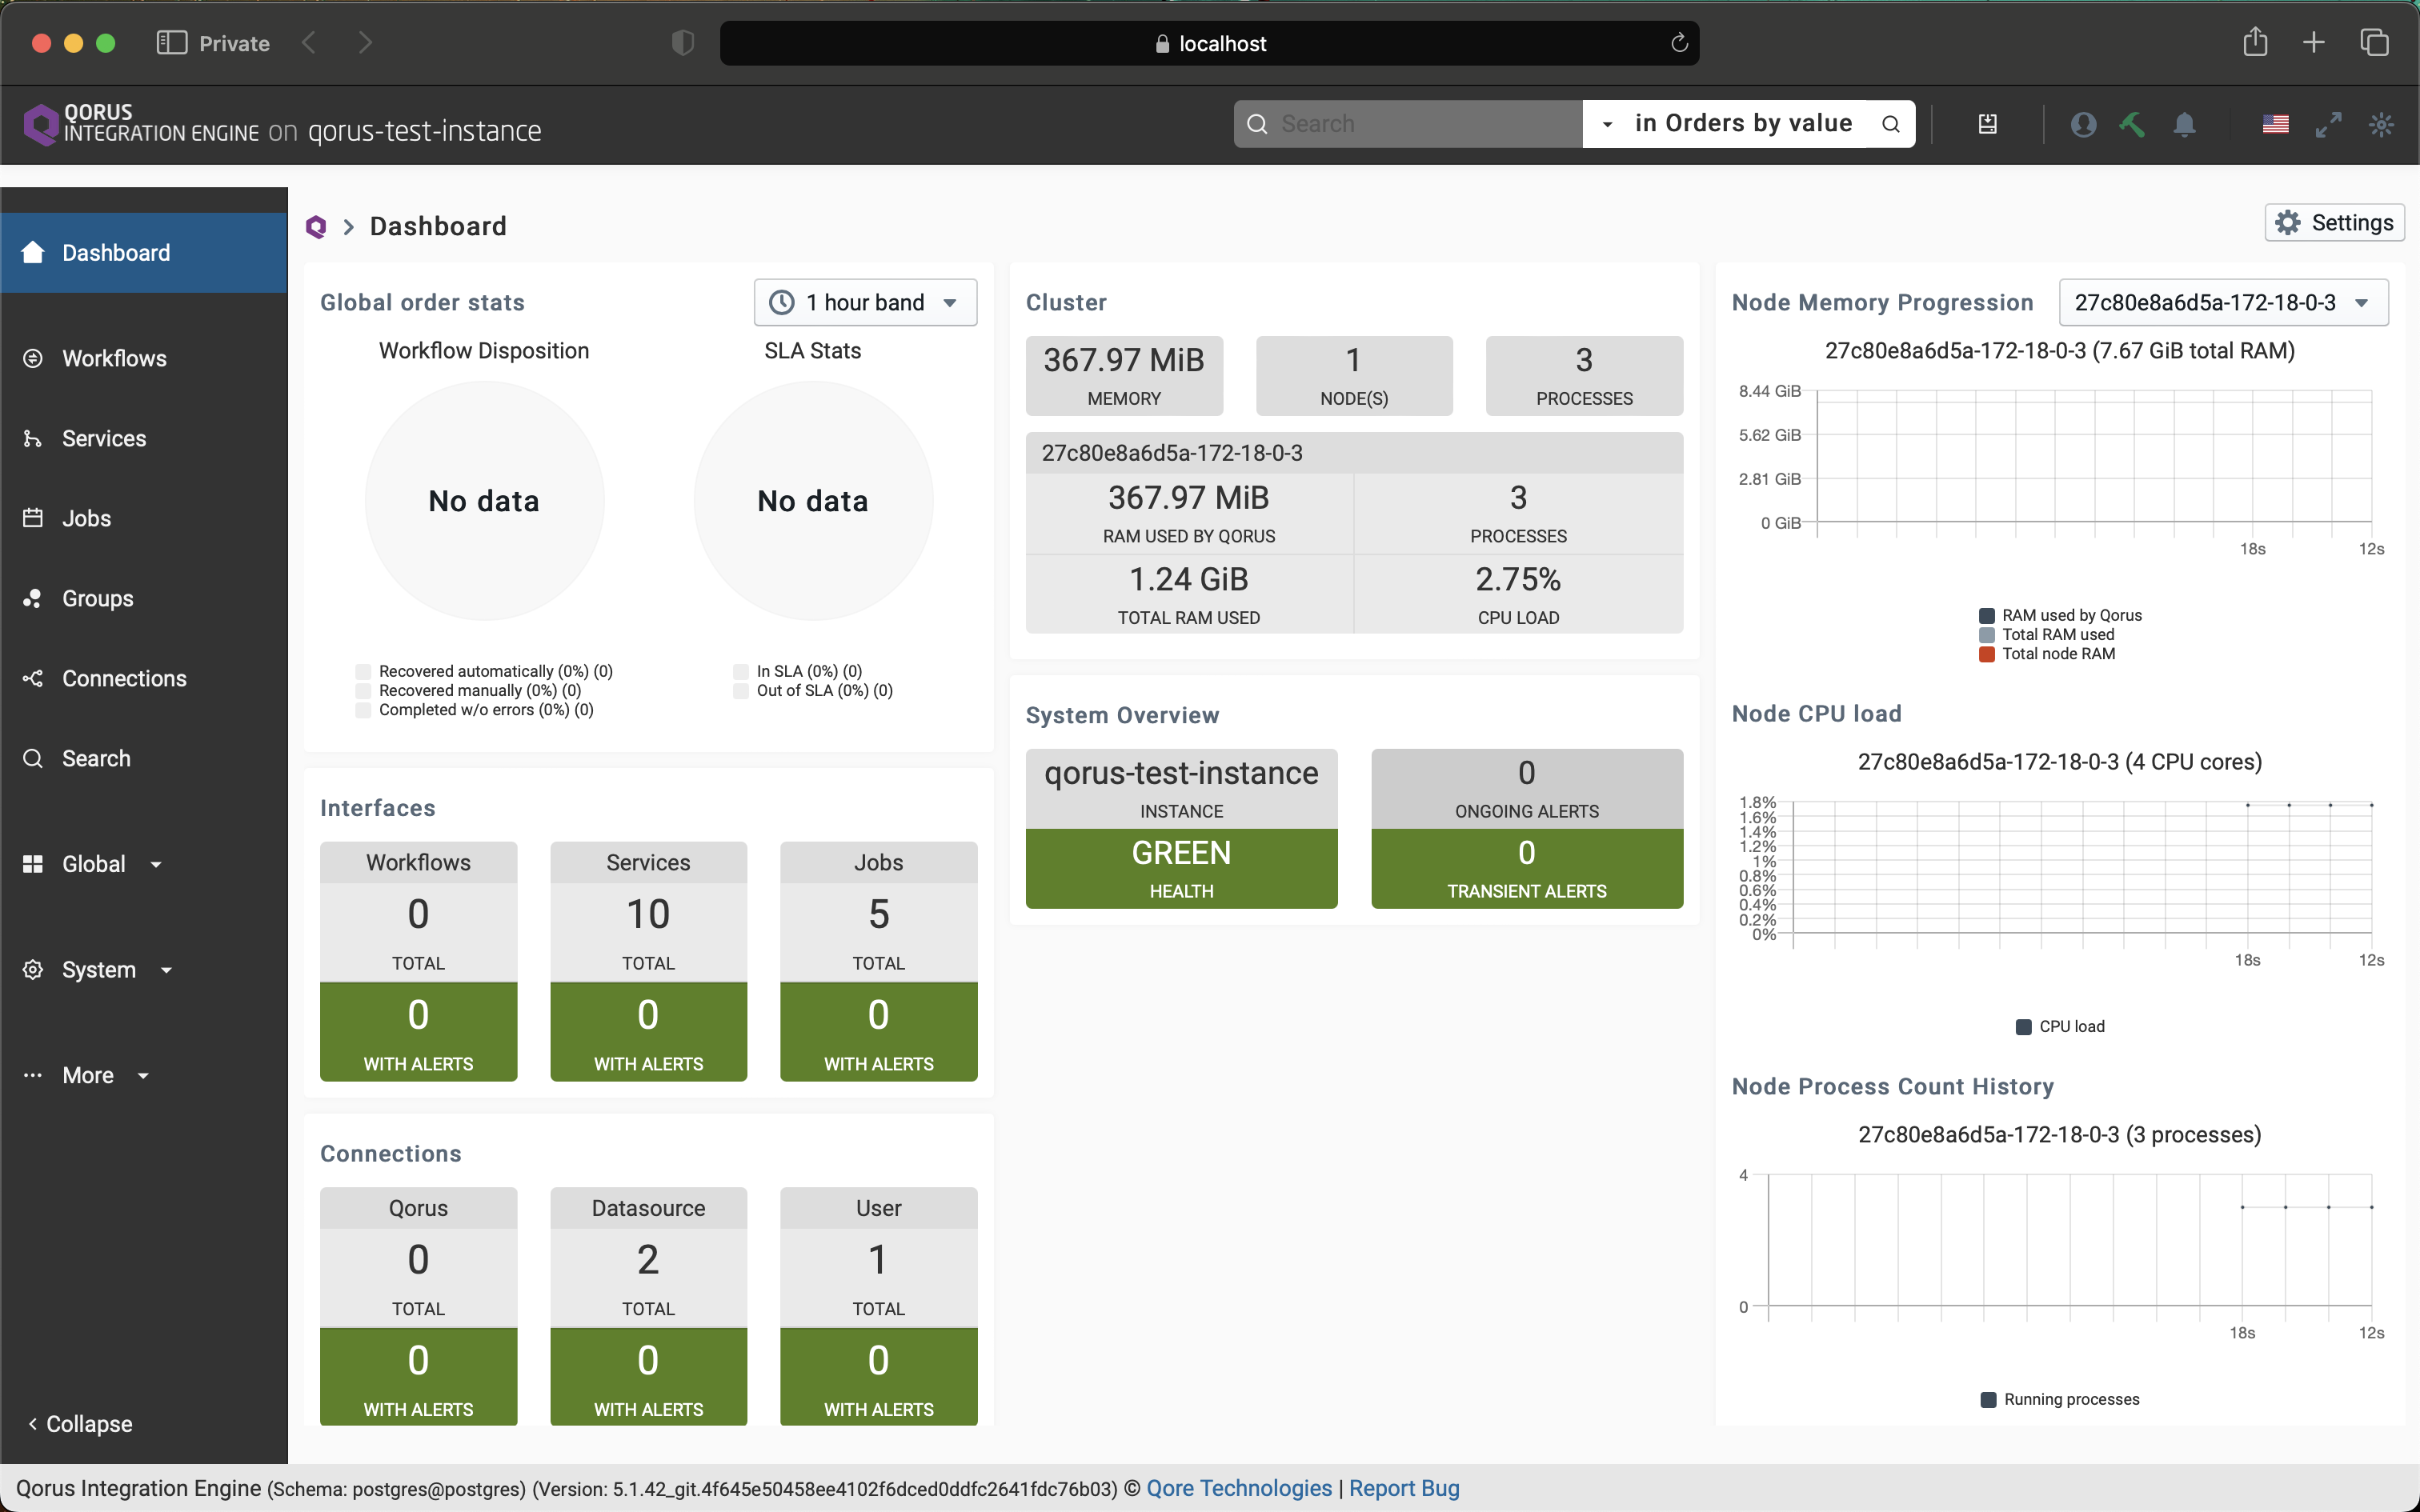 Private
localhost
QORUS
INTEGRATION ENGINE on qorus-test-instance
Search
in Orders by value
Dashboard
Workflows
Services
Jobs
Groups
Connections
Search
Global
System
More
Collapse
Dashboard
Settings
Global order stats
1 hour band
Workflow Disposition
No data
Recovered automatically (0%) (0)
Recovered manually (0%) (0)
Completed w/o errors (0%) (0)
SLA Stats
No data
In SLA (0%) (0)
Out of SLA (0%) (0)
Interfaces
Workflows
0
TOTAL
0
WITH ALERTS
Services
10
TOTAL
0
WITH ALERTS
Jobs
5
TOTAL
0
WITH ALERTS
Connections
Qorus
0
TOTAL
0
WITH ALERTS
Datasource
2
TOTAL
0
WITH ALERTS
User
1
TOTAL
0
WITH ALERTS
Cluster
367.97 MiB
MEMORY
1
NODE(S)
3
PROCESSES
27c80e8a6d5a-172-18-0-3
367.97 MiB
RAM USED BY QORUS
3
PROCESSES
1.24 GiB
TOTAL RAM USED
2.75%
CPU LOAD
System Overview
qorus-test-instance
INSTANCE
GREEN
HEALTH
0
ONGOING ALERTS
0
TRANSIENT ALERTS
Node Memory Progression
27c80e8a6d5a-172-18-0-3
27c80e8a6d5a-172-18-0-3 (7.67 GiB total RAM)
8.44 GiB
5.62 GiB
2.81 GiB
0 GiB
18s
12s
RAM used by Qorus
Total RAM used
Total node RAM
Node CPU load
27c80e8a6d5a-172-18-0-3 (4 CPU cores)
1.8%
1.6%
1.4%
1.2%
1%
0.8%
0.6%
0.4%
0.2%
0%
18s
12s
CPU load
Node Process Count History
27c80e8a6d5a-172-18-0-3 (3 processes)
4
0
18s
12s
Running processes
Qorus Integration Engine (Schema: postgres@postgres) (Version: 5.1.42_git.4f645e50458ee4102f6dced0ddfc2641fdc76b03) © Qore Technologies | Report Bug